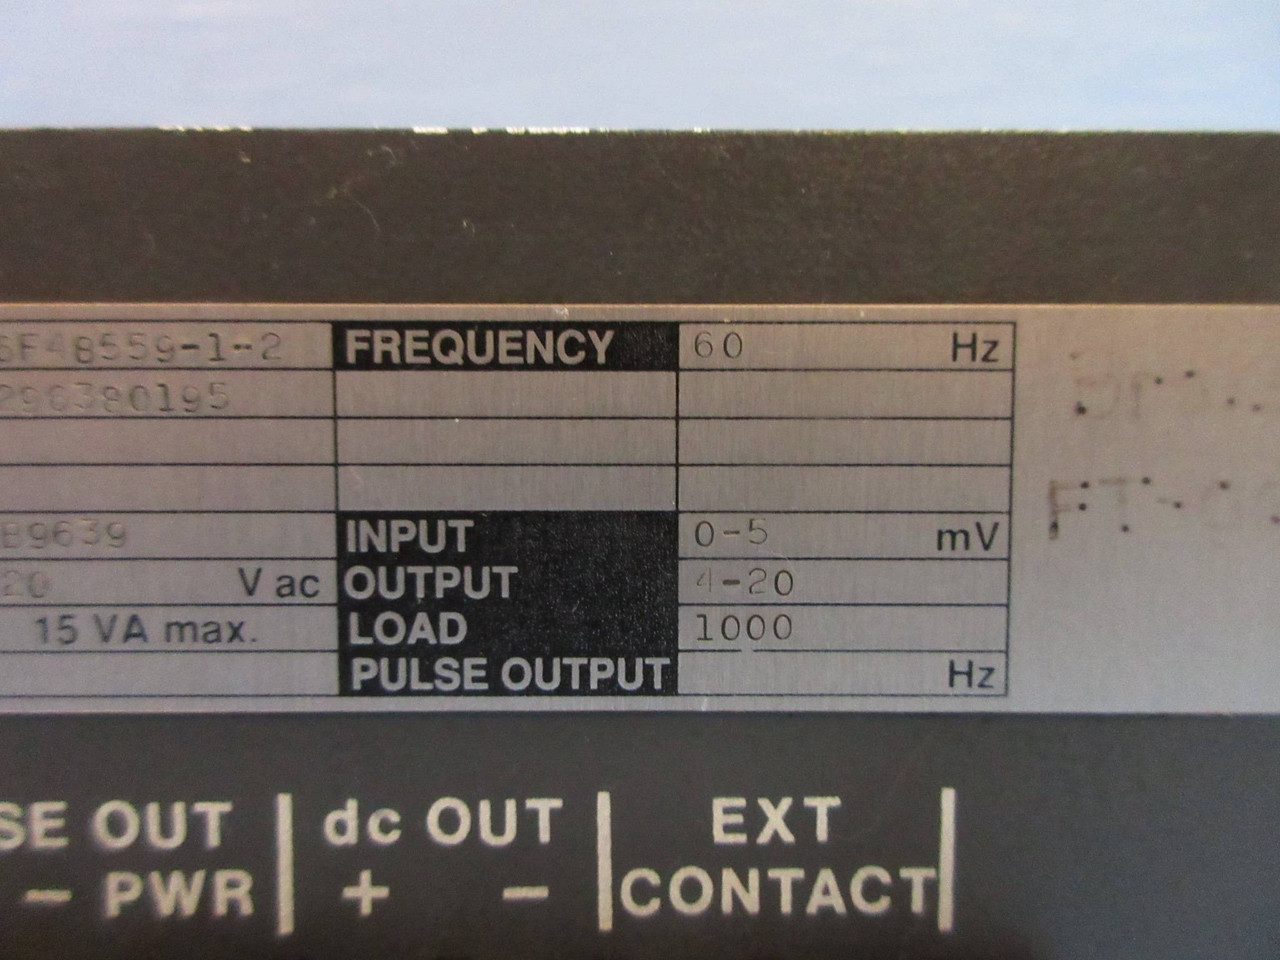 6F48559-1-2 FREQUENCY 60 Hz
296380195
B9639 INPUT 0-5 mV
20 V ac OUTPUT 4-20
15 VA max. LOAD 1000
PULSE OUTPUT Hz
SE OUT dc OUT EXT
- PWR + - CONTACT